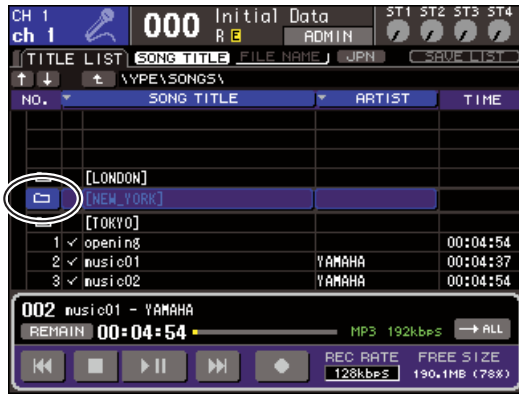 CH 1 000 Initial Data ST1 ST2 ST3 ST4
ch 1 R E ADMIN
TITLE LIST SONG TITLE FILE NAME JPN SAVE LIST
\YPE\SONGS\
NO. SONG TITLE ARTIST TIME
[LONDON]
[NEW_YORK]
[TOKYO]
1 ✓ opening 00:04:54
2 ✓ music01 YAMAHA 00:04:37
3 ✓ music02 YAMAHA 00:04:54
002 music01 - YAMAHA
REMAIN 00:04:54 MP3 192kbps → ALL
REC RATE FREE SIZE
128kbps 190.1MB (78%)